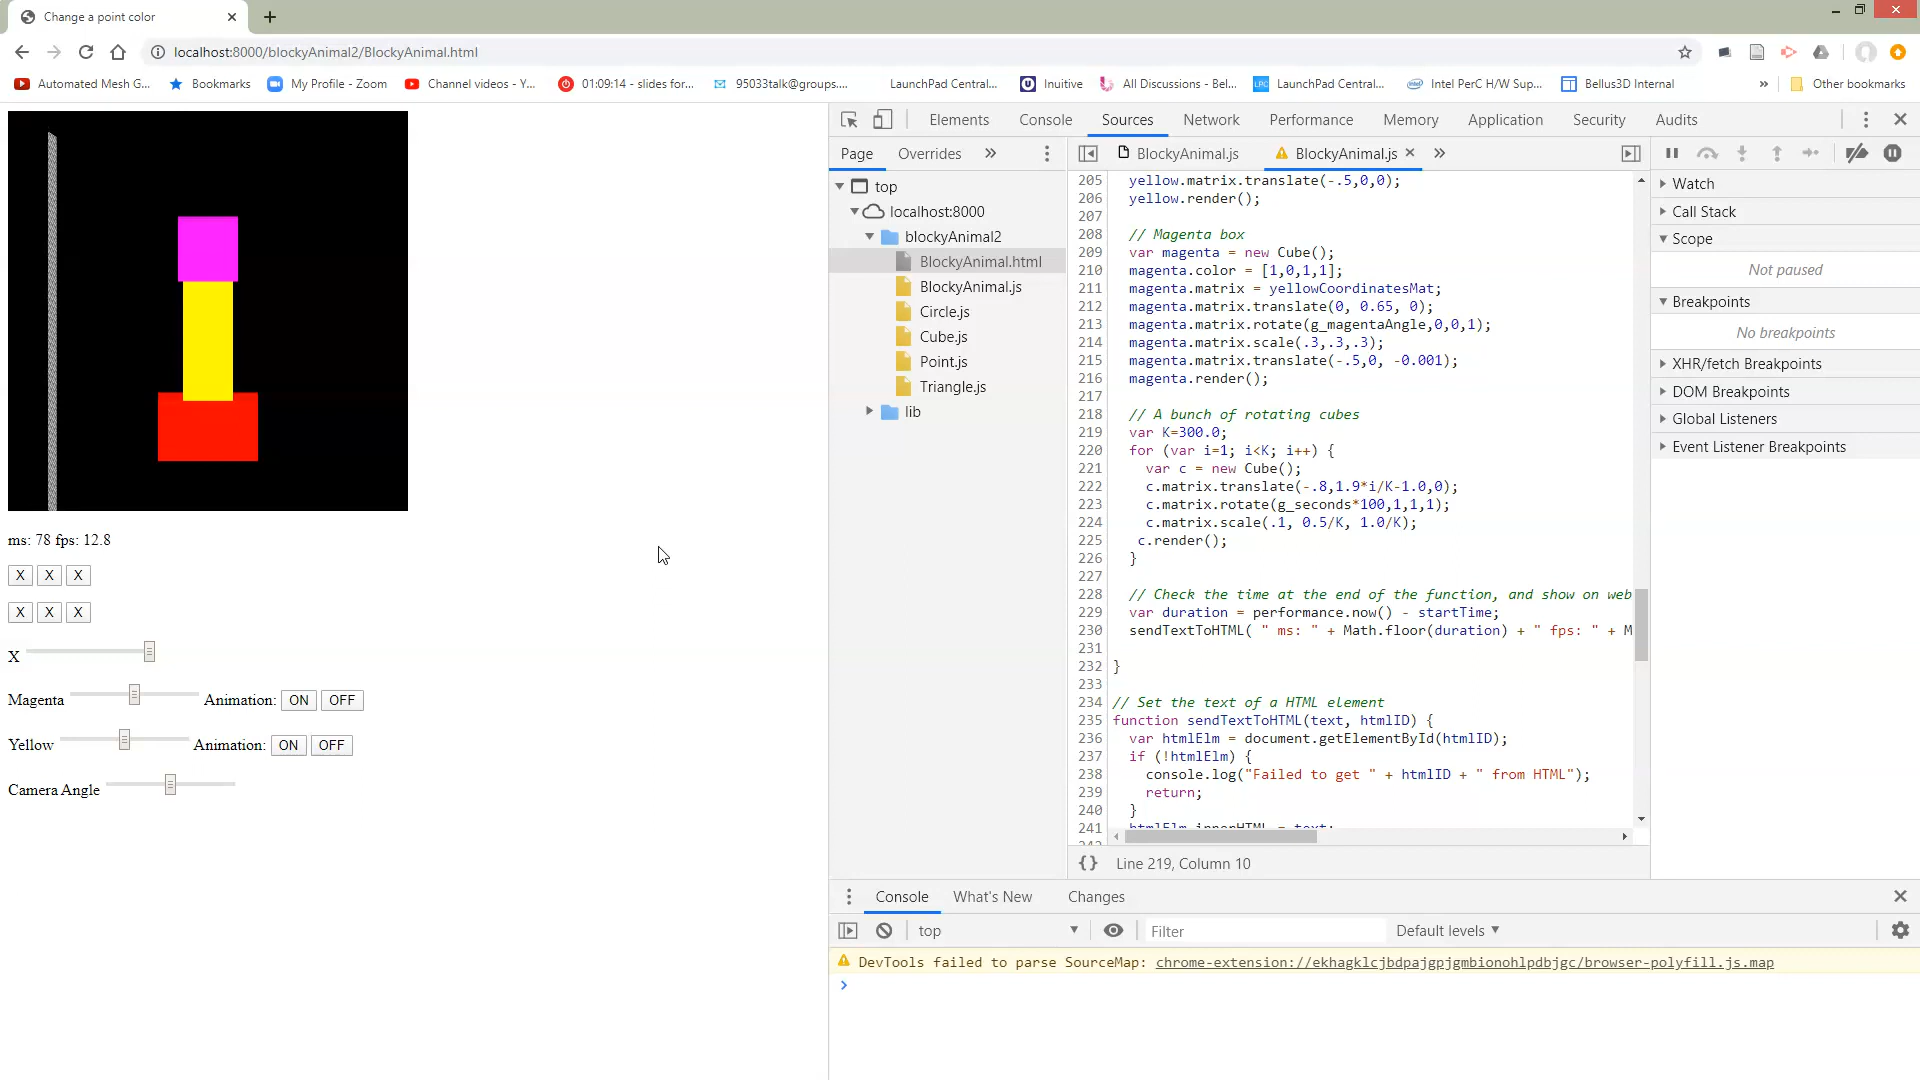 Change a point color
localhost:8000/blockyAnimal2/BlockyAnimal.html
Automated Mesh G...
Bookmarks
My Profile - Zoom
Channel videos - Y...
01:09:14 - slides for...
95033talk@groups....
LaunchPad Central...
Inuitive
All Discussions - Bel...
LPC
LaunchPad Central...
Intel PerC H/W Sup...
Bellus3D Internal
»
Other bookmarks
ms: 78 fps: 12.8
X X X
X X X
X
Magenta Animation: ON OFF
Yellow Animation: ON OFF
Camera Angle
Elements Console Sources Network Performance Memory Application Security Audits
Page Overrides »
top
localhost:8000
blockyAnimal2
BlockyAnimal.html
BlockyAnimal.js
Circle.js
Cube.js
Point.js
Triangle.js
lib
BlockyAnimal.js BlockyAnimal.js »
205 yellow.matrix.translate(-.5,0,0);
206 yellow.render();
207
208 // Magenta box
209 var magenta = new Cube();
210 magenta.color = [1,0,1,1];
211 magenta.matrix = yellowCoordinatesMat;
212 magenta.matrix.translate(0, 0.65, 0);
213 magenta.matrix.rotate(g_magentaAngle,0,0,1);
214 magenta.matrix.scale(.3,.3,.3);
215 magenta.matrix.translate(-.5,0, -0.001);
216 magenta.render();
217
218 // A bunch of rotating cubes
219 var K=300.0;
220 for (var i=1; i<K; i++) {
221 var c = new Cube();
222 c.matrix.translate(-.8,1.9*i/K-1.0,0);
223 c.matrix.rotate(g_seconds*100,1,1,1);
224 c.matrix.scale(.1, 0.5/K, 1.0/K);
225 c.render();
226 }
227
228 // Check the time at the end of the function, and show on web
229 var duration = performance.now() - startTime;
230 sendTextToHTML( " ms: " + Math.floor(duration) + " fps: " + M
231
232 }
233
234 // Set the text of a HTML element
235 function sendTextToHTML(text, htmlID) {
236 var htmlElm = document.getElementById(htmlID);
237 if (!htmlElm) {
238 console.log("Failed to get " + htmlID + " from HTML");
239 return;
240 }
241 htmlElm.innerHTML = text;
{} Line 219, Column 10
Watch
Call Stack
Scope
Not paused
Breakpoints
No breakpoints
XHR/fetch Breakpoints
DOM Breakpoints
Global Listeners
Event Listener Breakpoints
Console What's New Changes
top Filter Default levels
DevTools failed to parse SourceMap: chrome-extension://ekhagklcjbdpajgpjgmbionohlpdbjgc/browser-polyfill.js.map